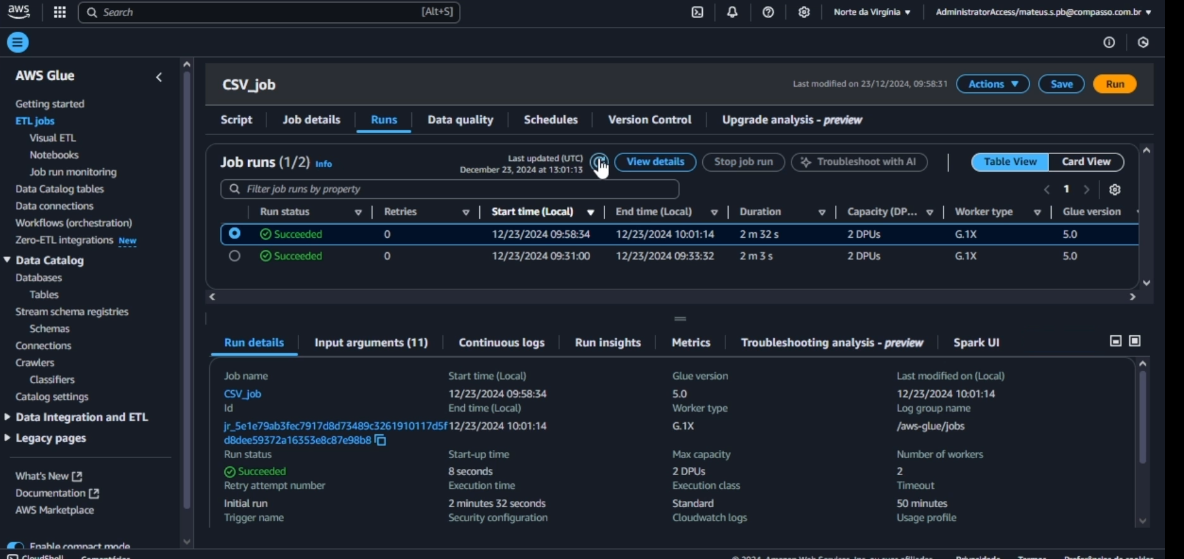 aws
Search
[Alt+S]
Norte da Virgínia
AdministratorAccess/mateus.s.pb@compasso.com.br
AWS Glue
Getting started
ETL jobs
Visual ETL
Notebooks
Job run monitoring
Data Catalog tables
Data connections
Workflows (orchestration)
Zero-ETL integrations New
Data Catalog
Databases
Tables
Stream schema registries
Schemas
Connections
Crawlers
Classifiers
Catalog settings
Data Integration and ETL
Legacy pages
What's New
Documentation
AWS Marketplace
Enable compact mode
CSV_job
Last modified on 23/12/2024, 09:58:31
Actions
Save
Run
Script Job details Runs Data quality Schedules Version Control Upgrade analysis - preview
Job runs (1/2) Info
Last updated (UTC)
December 23, 2024 at 13:01:13
View details
Stop job run
Troubleshoot with AI
Table View Card View
Filter job runs by property
1
Run status Retries Start time (Local) End time (Local) Duration Capacity (DP... Worker type Glue version
Succeeded 0 12/23/2024 09:58:34 12/23/2024 10:01:14 2 m 32 s 2 DPUs G.1X 5.0
Succeeded 0 12/23/2024 09:31:00 12/23/2024 09:33:32 2 m 3 s 2 DPUs G.1X 5.0
Run details Input arguments (11) Continuous logs Run insights Metrics Troubleshooting analysis - preview Spark UI
Job name Start time (Local) Glue version Last modified on (Local)
CSV_job 12/23/2024 09:58:34 5.0 12/23/2024 10:01:14
Id End time (Local) Worker type Log group name
jr_5e1e79ab3fec7917d8d73489c3261910117d5f 12/23/2024 10:01:14 G.1X /aws-glue/jobs
d8dee59372a16353e8c87e98b8
Run status Start-up time Max capacity Number of workers
Succeeded 8 seconds 2 DPUs 2
Retry attempt number Execution time Execution class Timeout
Initial run 2 minutes 32 seconds Standard 50 minutes
Trigger name Security configuration Cloudwatch logs Usage profile
CloudShell